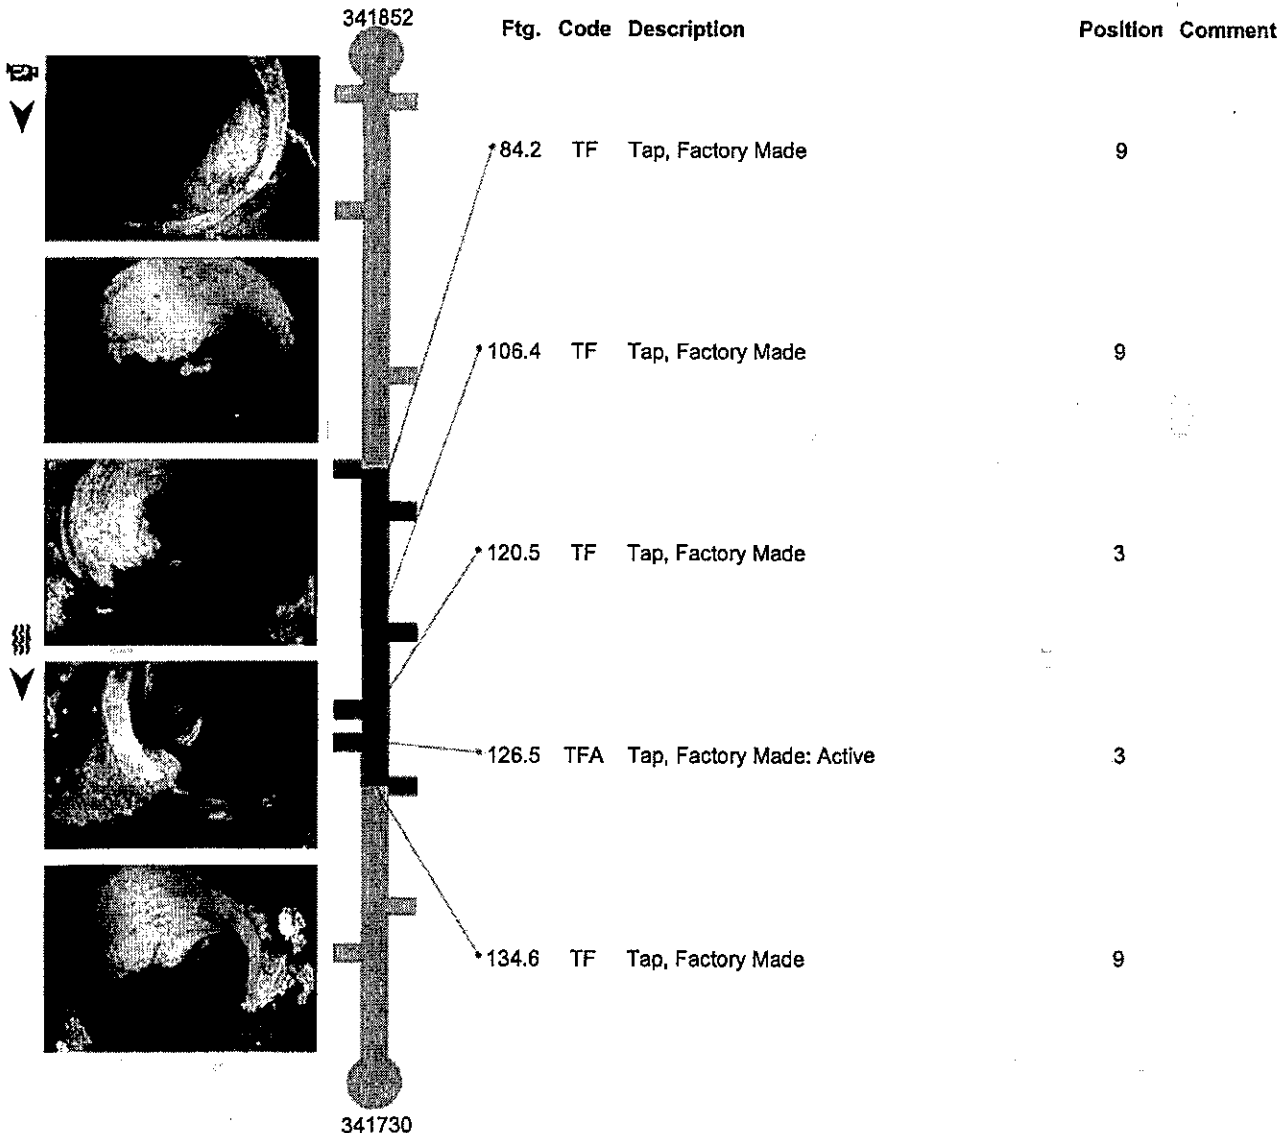 341852
Ftg. Code Description Position Comment
84.2 TF Tap, Factory Made 9
106.4 TF Tap, Factory Made 9
120.5 TF Tap, Factory Made 3
126.5 TFA Tap, Factory Made: Active 3
134.6 TF Tap, Factory Made 9
341730